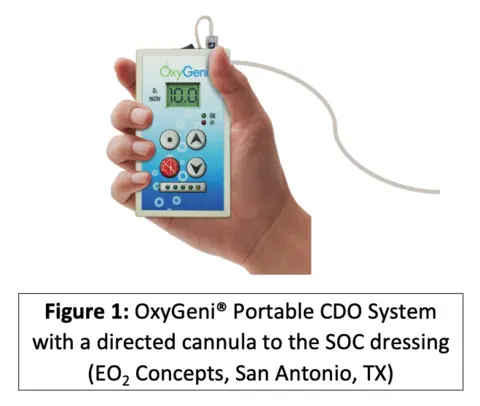 OxyGeni
O₂
ml/hr
10.0
OK
Figure 1: OxyGeni® Portable CDO System
with a directed cannula to the SOC dressing
(EO₂ Concepts, San Antonio, TX)